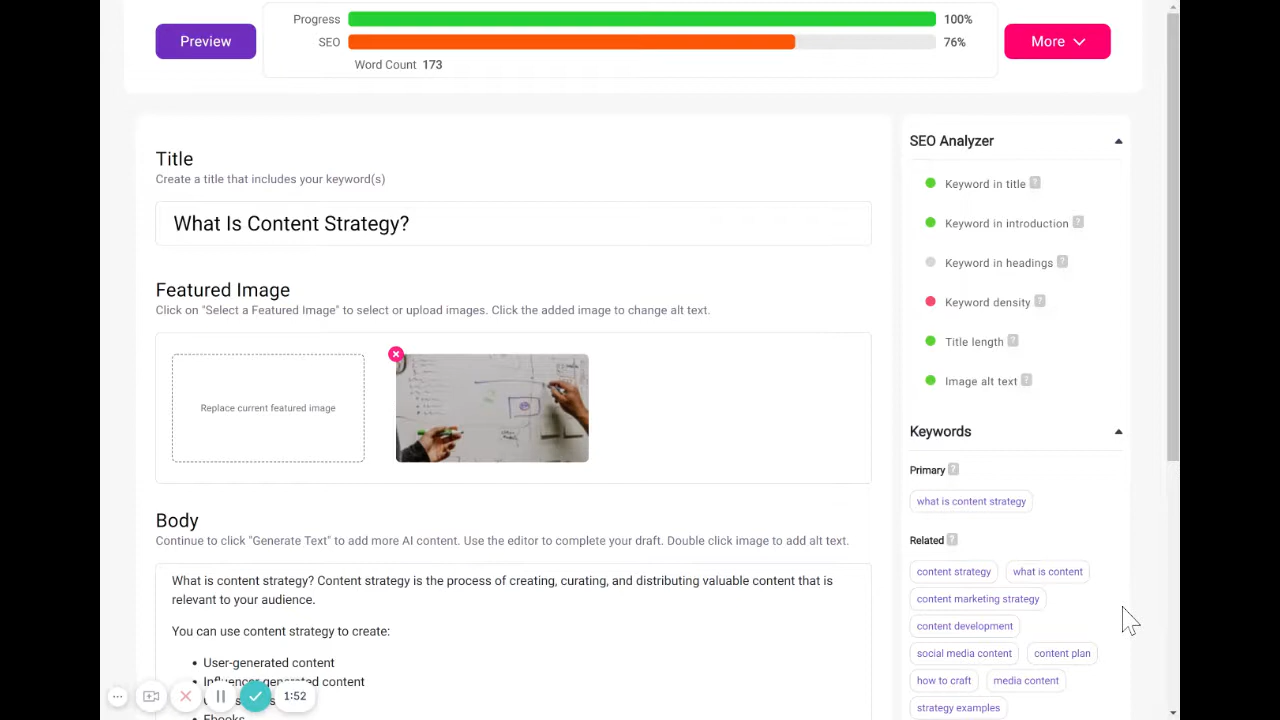 Preview
Progress 100%
SEO 76%
Word Count 173
More
Title
Create a title that includes your keyword(s)
What Is Content Strategy?
Featured Image
Click on "Select a Featured Image" to select or upload images. Click the added image to change alt text.
Replace current featured image
Body
Continue to click "Generate Text" to add more AI content. Use the editor to complete your draft. Double click image to add alt text.
What is content strategy? Content strategy is the process of creating, curating, and distributing valuable content that is
relevant to your audience.
You can use content strategy to create:
• User-generated content
• Influencer-generated content
Ebooks
1:52
SEO Analyzer
Keyword in title ?
Keyword in introduction ?
Keyword in headings ?
Keyword density ?
Title length ?
Image alt text ?
Keywords
Primary ?
what is content strategy
Related ?
content strategy what is content
content marketing strategy
content development
social media content content plan
how to craft media content
strategy examples